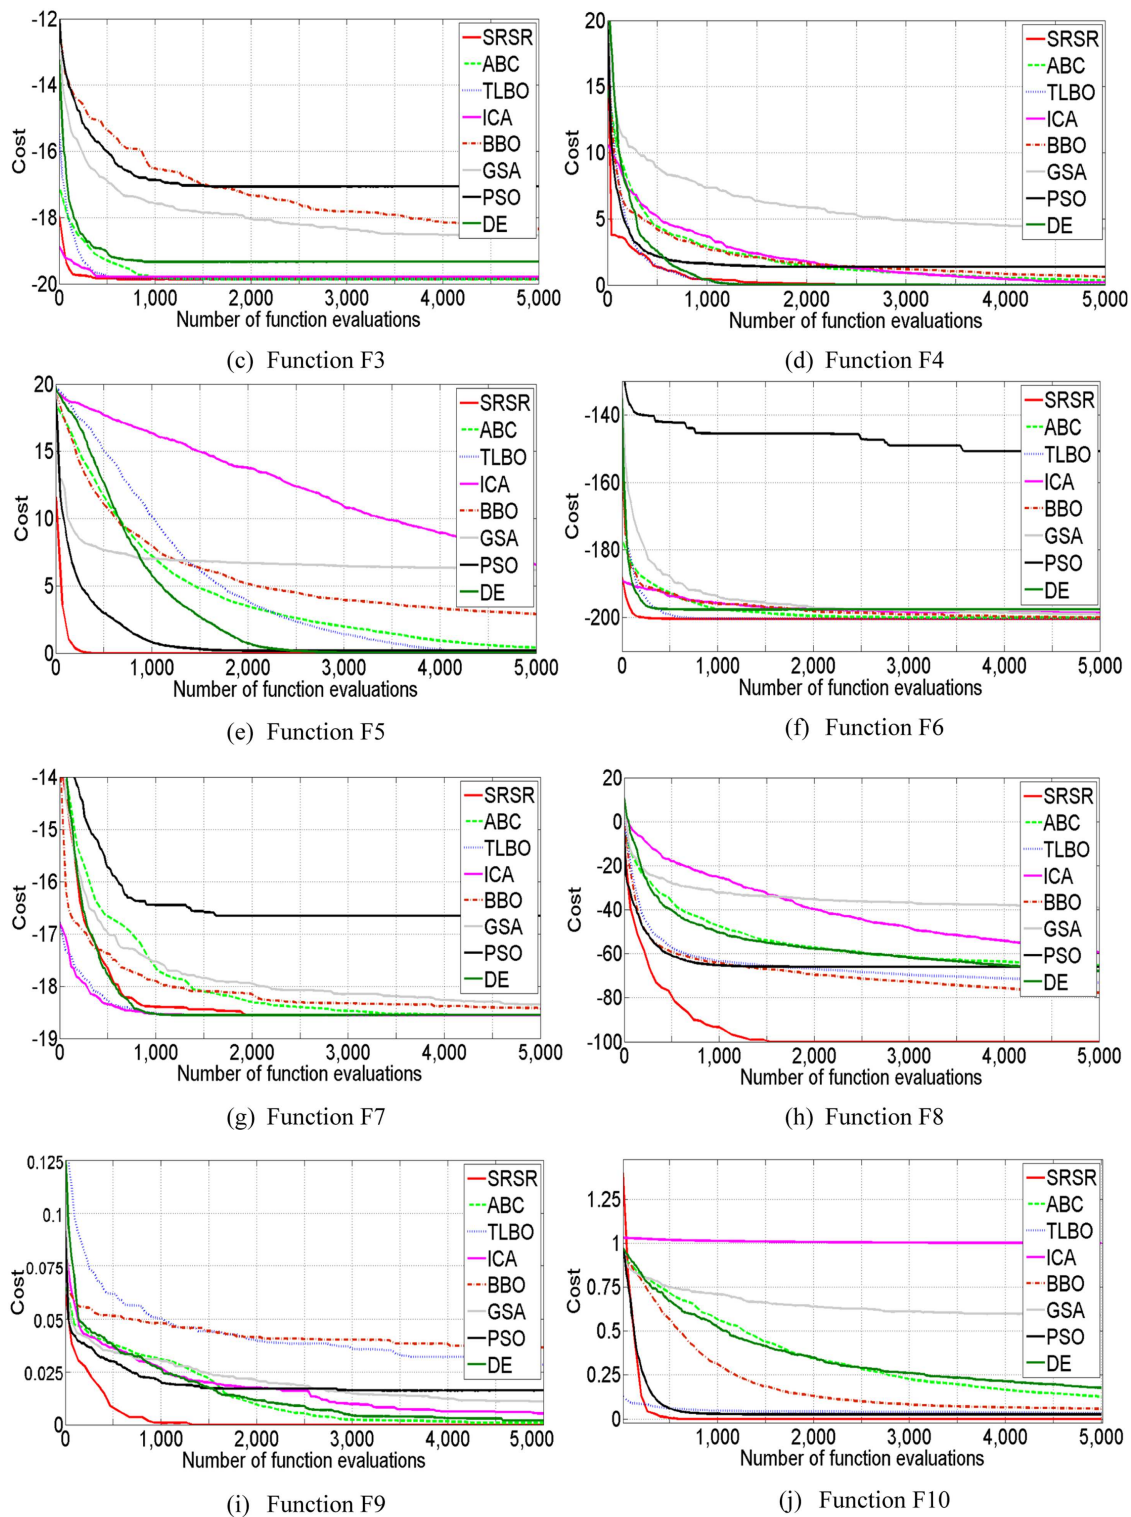 -12
-14
-16
-18
-20
Cost
0
1,000
2,000
3,000
4,000
5,000
Number of function evaluations
SRSR
ABC
TLBO
ICA
BBO
GSA
PSO
DE
(c) Function F3
20
15
10
5
0
Cost
0
1,000
2,000
3,000
4,000
5,000
Number of function evaluations
SRSR
ABC
TLBO
ICA
BBO
GSA
PSO
DE
(d) Function F4
20
15
10
5
0
Cost
0
1,000
2,000
3,000
4,000
5,000
Number of function evaluations
SRSR
ABC
TLBO
ICA
BBO
GSA
PSO
DE
(e) Function F5
-140
-160
-180
-200
Cost
0
1,000
2,000
3,000
4,000
5,000
Number of function evaluations
SRSR
ABC
TLBO
ICA
BBO
GSA
PSO
DE
(f) Function F6
-14
-15
-16
-17
-18
-19
Cost
0
1,000
2,000
3,000
4,000
5,000
Number of function evaluations
SRSR
ABC
TLBO
ICA
BBO
GSA
PSO
DE
(g) Function F7
20
0
-20
-40
-60
-80
-100
Cost
0
1,000
2,000
3,000
4,000
5,000
Number of function evaluations
SRSR
ABC
TLBO
ICA
BBO
GSA
PSO
DE
(h) Function F8
0.125
0.1
0.075
0.05
0.025
0
Cost
0
1,000
2,000
3,000
4,000
5,000
Number of function evaluations
SRSR
ABC
TLBO
ICA
BBO
GSA
PSO
DE
(i) Function F9
1.25
1
0.75
0.5
0.25
0
Cost
1,000
2,000
3,000
4,000
5,000
Number of function evaluations
SRSR
ABC
TLBO
ICA
BBO
GSA
PSO
DE
(j) Function F10